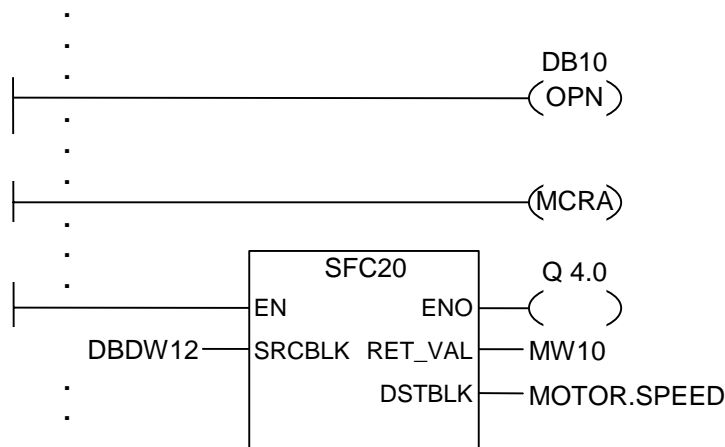 DB10
OPN
MCRA
SFC20
Q 4.0
EN
ENO
DBDW12
SRCBLK
RET_VAL
MW10
DSTBLK
MOTOR.SPEED